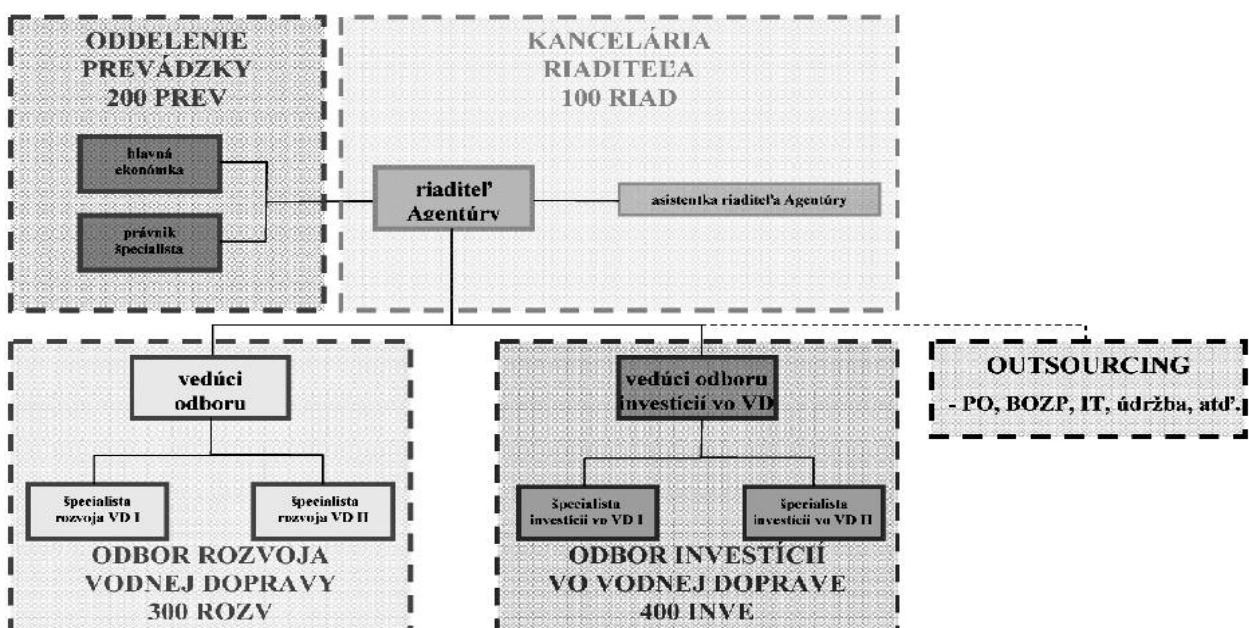 ODDELENIE
PREVÁDZKY
200 PREV
hlavná
ekonómka
právnik
špecialista
KANCELÁRIA
RIADITEĽA
100 RIAD
riaditeľ
Agentúry
asistentka riaditeľa Agentúry
vedúci
odboru
špecialista
rozvoja VD I
špecialista
rozvoja VD II
ODBOR ROZVOJA
VODNEJ DOPRAVY
300 ROZV
vedúci odboru
investícií vo VD
špecialista
investícií vo VD I
špecialista
investícií vo VD II
ODBOR INVESTÍCIÍ
VO VODNEJ DOPRAVE
400 INVE
OUTSOURCING
- PO, BOZP, IT, údržba, atď.